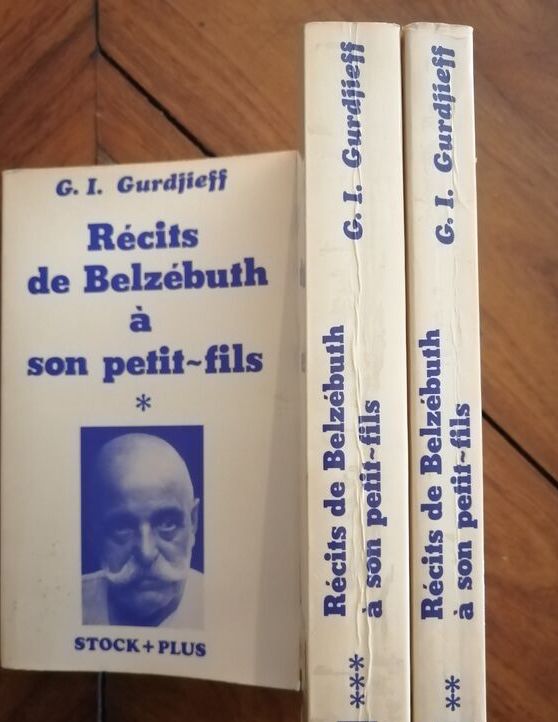 G. I. Gurdjieff
Récits
de Belzébuth
à
son petit~fils
*
STOCK+PLUS
G. I. Gurdjieff
Récits de Belzébuth
à son petit~fils
***
G. I. Gurdjieff
Récits de Belzébuth
à son petit~fils
**